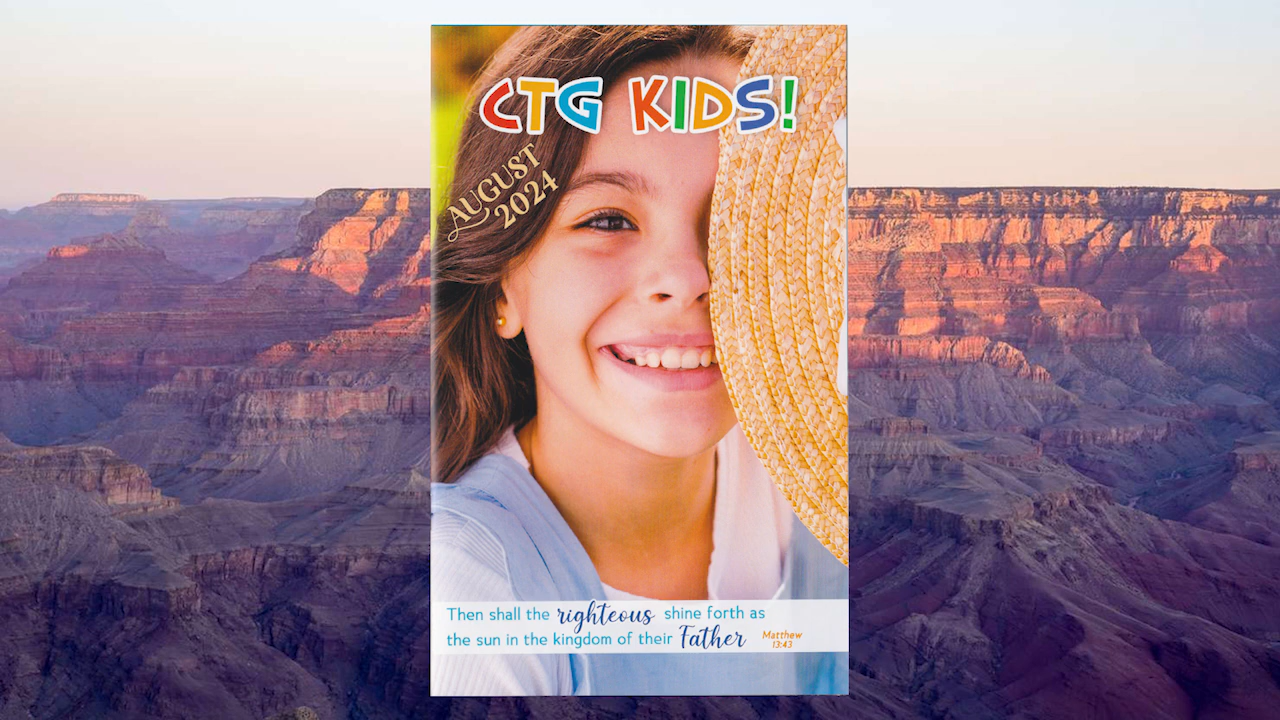 CTG KIDS!
AUGUST
2024
Then shall the righteous shine forth as
the sun in the kingdom of their Father
Matthew
13:43